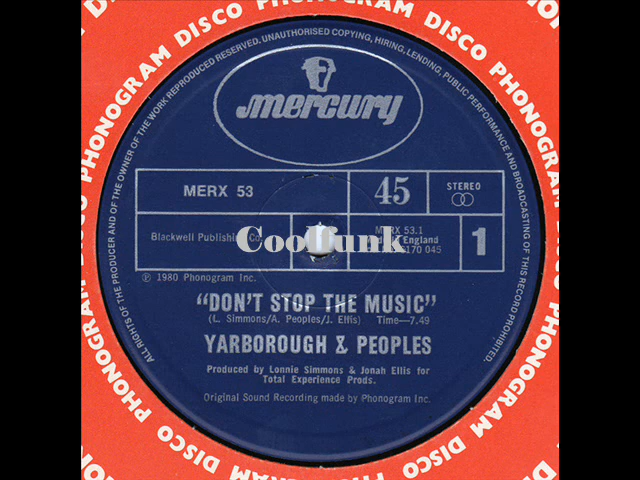 DISCO PHONOGRAM DISCO PHONOGRAM
ALL RIGHTS OF THE PRODUCER AND OF THE OWNER OF THE WORK REPRODUCED RESERVED. UNAUTHORISED COPYING, HIRING, LENDING, PUBLIC PERFORMANCE AND BROADCASTING OF THIS RECORD PROHIBITED.
mercury
MERX 53
45
STEREO
Blackwell Publishing Co.
MERX 53.1
England
6170 045
1
Coolfunk
℗ 1980 Phonogram Inc.
"DON'T STOP THE MUSIC"
(L. Simmons/A. Peoples/J. Ellis) Time—7.49
YARBOROUGH & PEOPLES
Produced by Lonnie Simmons & Jonah Ellis for
Total Experience Prods.
Original Sound Recording made by Phonogram Inc.
DISCO PHONOGRAM DISCO PHONOGRAM